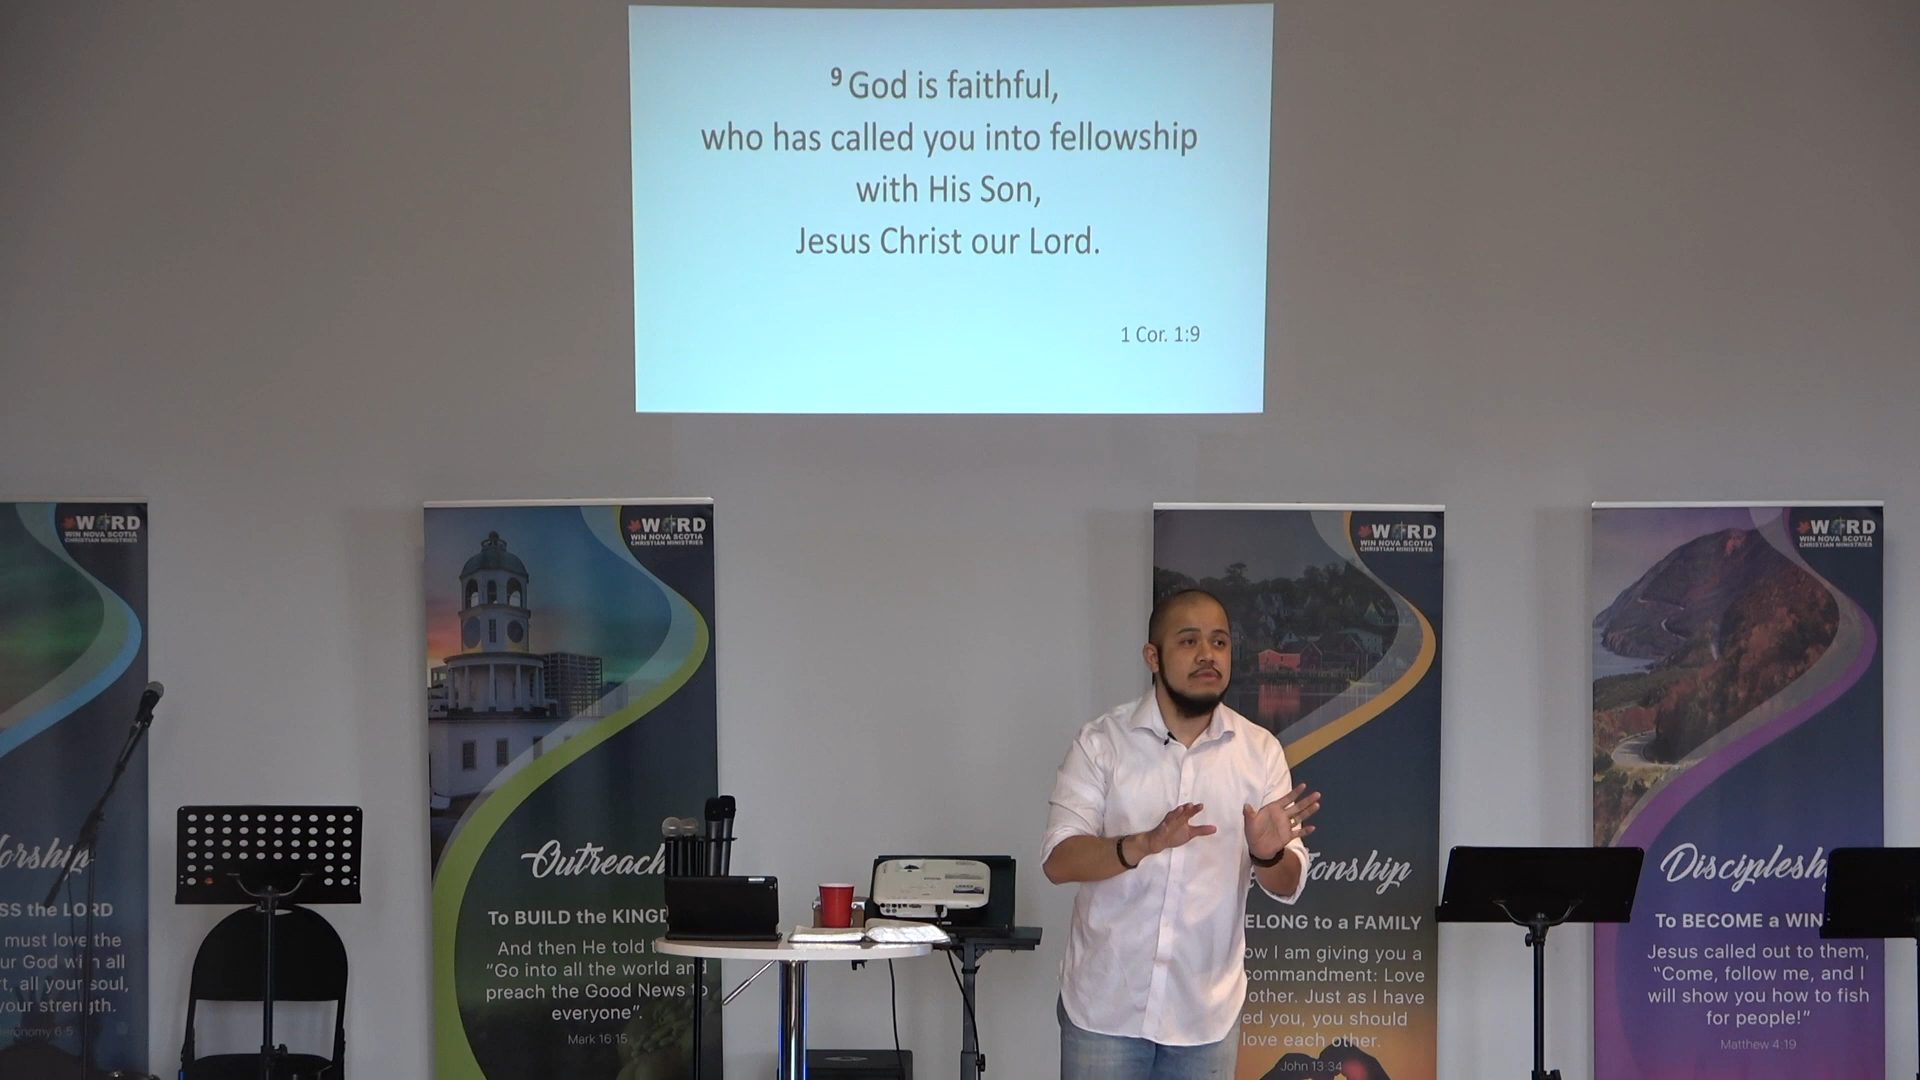 9 God is faithful,
who has called you into fellowship
with His Son,
Jesus Christ our Lord.
1 Cor. 1:9
WORD
WIN NOVA SCOTIA
CHRISTIAN MINISTRIES
the LORD
must love the
God with all
all your soul,
your strength.
6:5
WORD
WIN NOVA SCOTIA
CHRISTIAN MINISTRIES
Outreach
To BUILD the
And then He told
"Go into all the world and
preach the Good News to
everyone".
Mark 16:15
WORD
WIN NOVA SCOTIA
CHRISTIAN MINISTRIES
to a FAMILY
I am giving you a
commandment: Love
other. Just as I have
you, you should
love each other.
John 13:34
WORD
WIN NOVA SCOTIA
CHRISTIAN MINISTRIES
To BECOME a WIN
Jesus called out to them,
"Come, follow me, and I
will show you how to fish
for people!"
Matthew 4:19